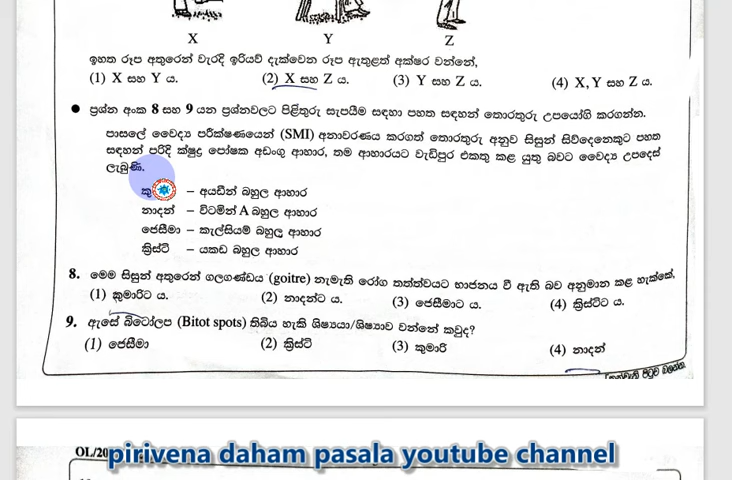 X Y Z
ඉහත රූප අතුරෙන් වැරදි ඉරියව් දැක්වෙන රූප ඇතුළත් අක්ෂර වන්නේ,
(1) X සහ Y ය. (2) X සහ Z ය. (3) Y සහ Z ය. (4) X, Y සහ Z ය.
● ප්‍රශ්න අංක 8 සහ 9 යන ප්‍රශ්නවලට පිළිතුරු සැපයීම සඳහා පහත සඳහන් තොරතුරු උපයෝගි කරගන්න.
පාසලේ වෛද්‍ය පරීක්ෂණයෙන් (SMI) අනාවරණය කරගත් තොරතුරු අනුව සිසුන් සිව්දෙනෙකුට පහත
සඳහන් පරිදි ක්ෂුද්‍ර පෝෂක අඩංගු ආහාර, තම ආහාරයට වැඩිපුර එකතු කළ යුතු බවට වෛද්‍ය උපදෙස්
ලැබුණි.
– අයඩීන් බහුල ආහාර
නාදන් – විටමින් A බහුල ආහාර
ජෙසීමා – කැල්සියම් බහුල ආහාර
ක්‍රිස්ටි – යකඩ බහුල ආහාර
8. මෙම සිසුන් අතුරෙන් ගලගණ්ඩය (goitre) නැමැති රෝග තත්ත්වයට භාජනය වී ඇති බව අනුමාන කළ හැක්කේ,
(1) කුමාරිට ය. (2) නාදන්ට ය. (3) ජෙසීමාට ය. (4) ක්‍රිස්ටිට ය.
9. ඇසේ බිටෝලප (Bitot spots) තිබිය හැකි ශිෂ්‍යයා/ශිෂ්‍යාව වන්නේ කවුද?
(1) ජෙසීමා (2) ක්‍රිස්ටි (3) කුමාරි (4) නාදන්
පිටුව බලන්න
OL/20
pirivena daham pasala youtube channel